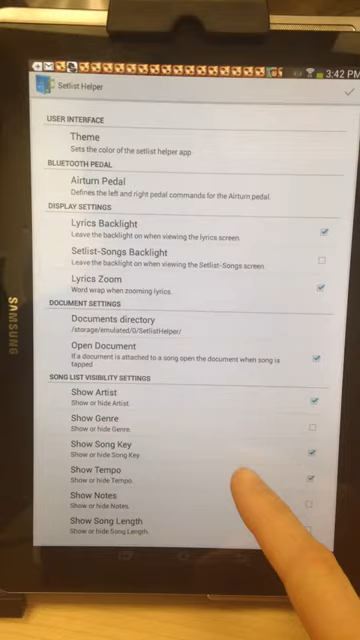 3:42 PM
Setlist Helper
USER INTERFACE
Theme
Sets the color of the setlist helper app
BLUETOOTH PEDAL
Airturn Pedal
Defines the left and right pedal commands for the Airturn pedal.
DISPLAY SETTINGS
Lyrics Backlight
Leave the backlight on when viewing the lyrics screen.
Setlist-Songs Backlight
Leave the backlight on when viewing the Setlist-Songs screen.
Lyrics Zoom
Word wrap when zooming lyrics.
DOCUMENT SETTINGS
Documents directory
/storage/emulated/0/SetlistHelper/
Open Document
If a document is attached to a song open the document when song is
tapped
SONG LIST VISIBILITY SETTINGS
Show Artist
Show or hide Artist.
Show Genre
Show or hide Genre.
Show Song Key
Show or hide Song Key.
Show Tempo
Show or hide Tempo.
Show Notes
Show or hide Notes.
Show Song Length
Show or hide Song Length.
SAMSUNG